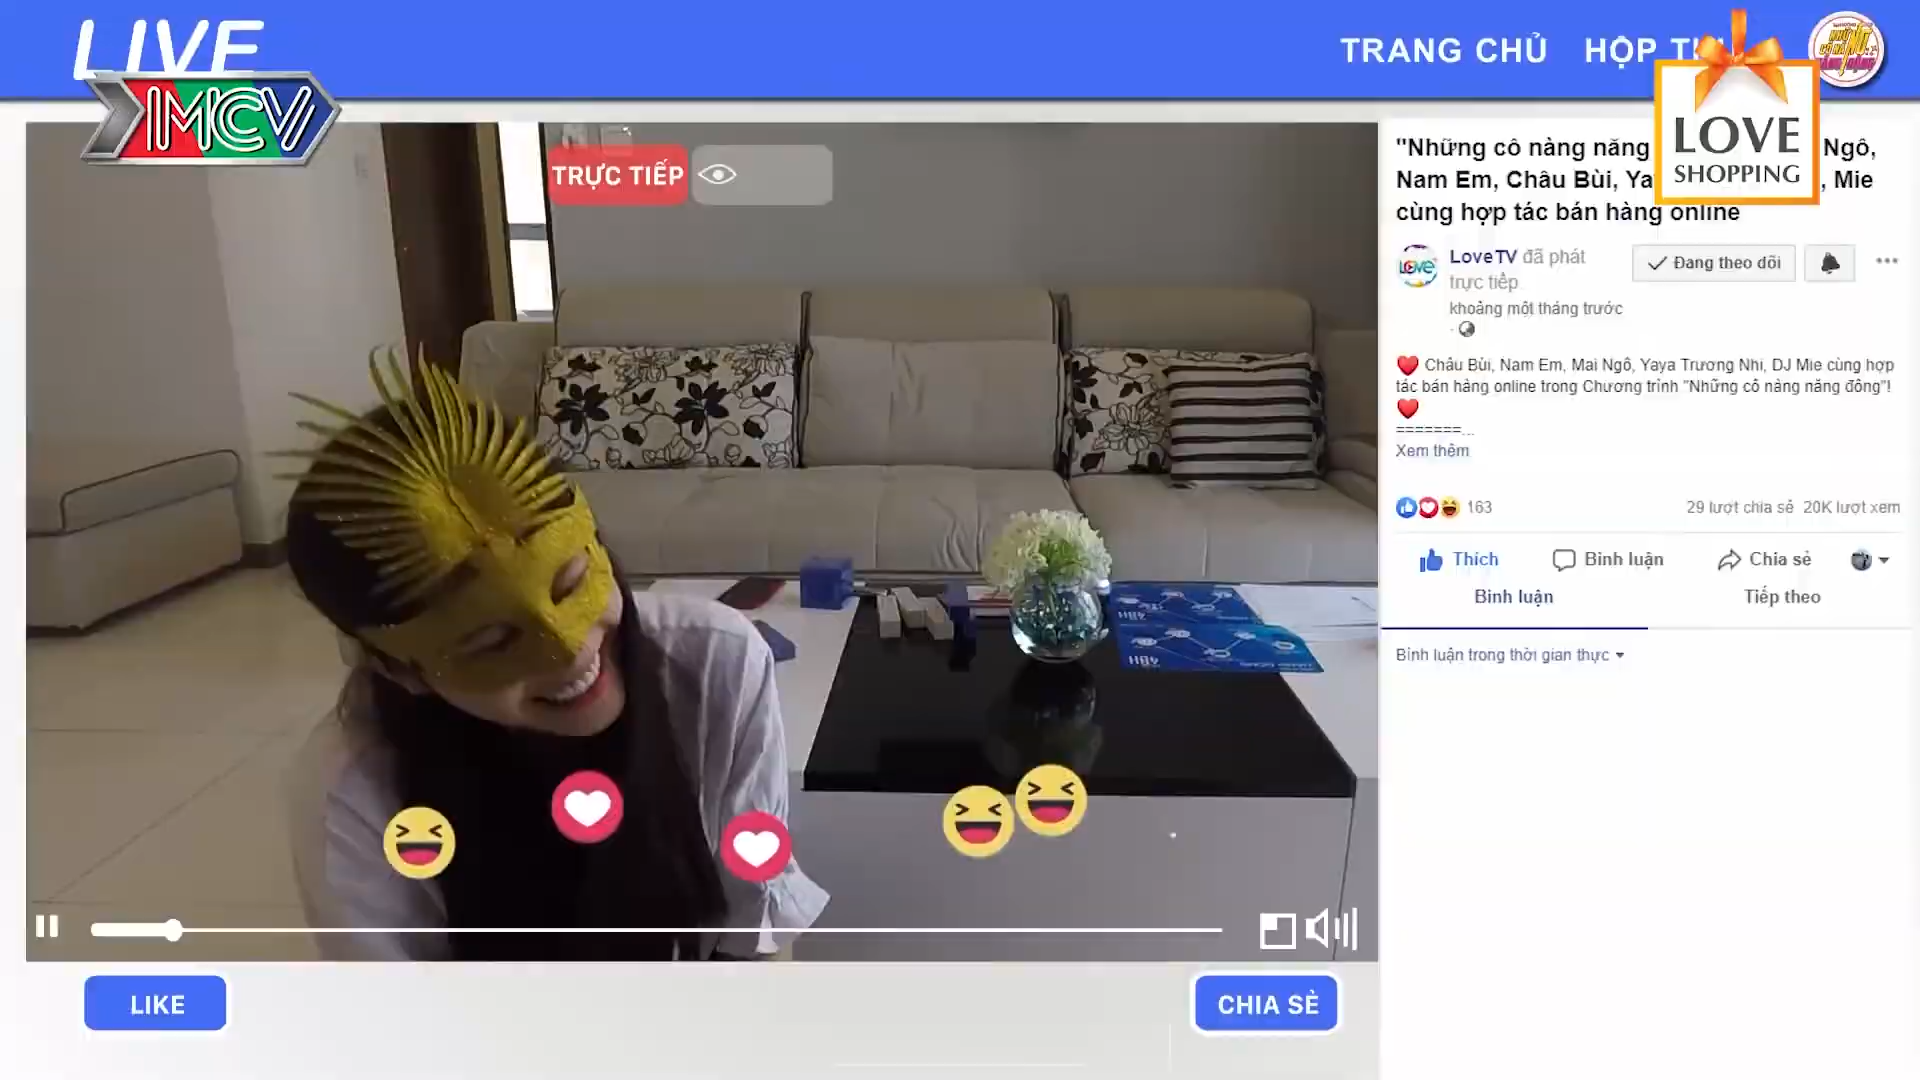 LIVE
MCV
TRANG CHỦ
HỘP
LOVE
SHOPPING
TRỰC TIẾP
"Những cô nàng năng Ngô,
Nam Em, Châu Bùi, Ya , Mie
cùng hợp tác bán hàng online
LOVE
LoveTV đã phát
trực tiếp
khoảng một tháng trước
Đang theo dõi
Châu Bùi, Nam Em, Mai Ngô, Yaya Trương Nhi, DJ Mie cùng hợp
tác bán hàng online trong Chương trình "Những cô nàng năng động"!
=======...
Xem thêm
163
29 lượt chia sẻ 20K lượt xem
Thích Bình luận Chia sẻ
Bình luận Tiếp theo
Bình luận trong thời gian thực
LIKE
CHIA SẺ